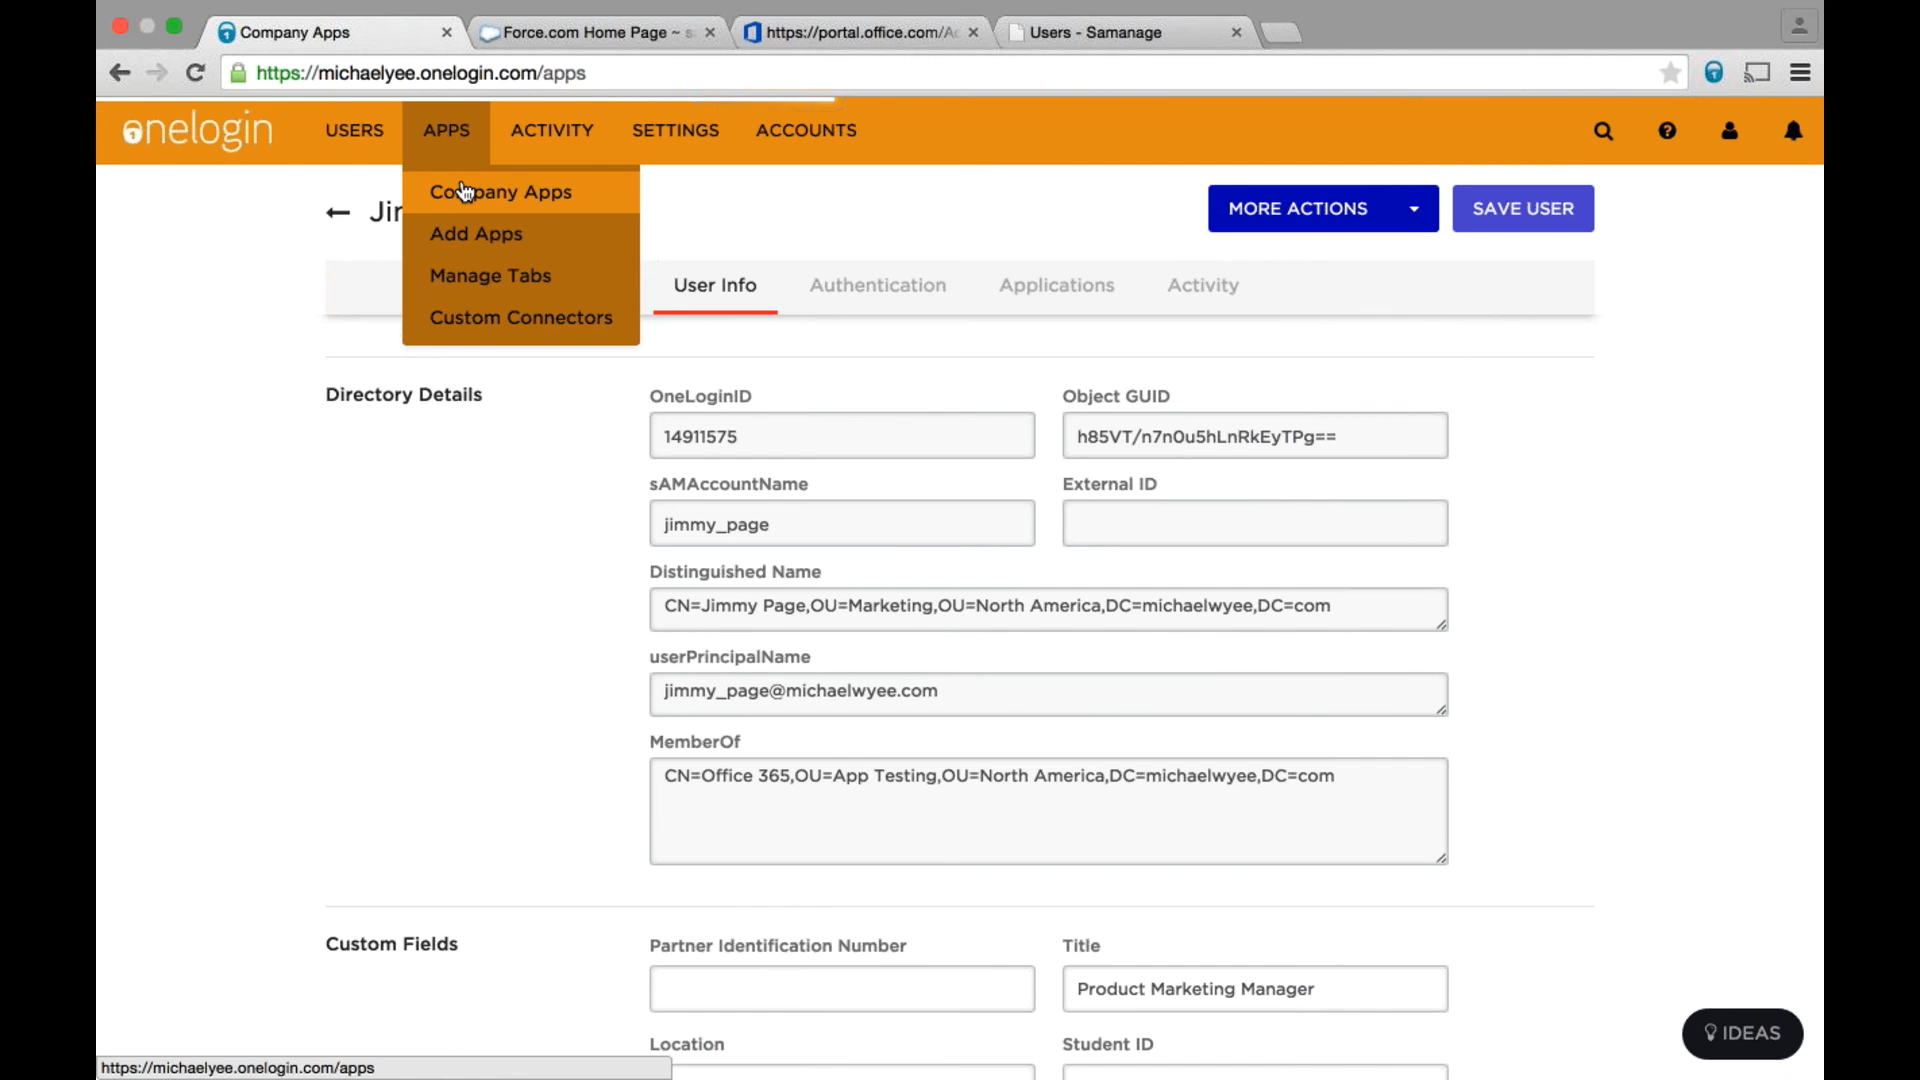 Company Apps
Force.com Home Page ~ s
https://portal.office.com/A
Users - Samanage
https://michaelyee.onelogin.com/apps
onelogin
USERS
APPS
ACTIVITY
SETTINGS
ACCOUNTS
Company Apps
Add Apps
Manage Tabs
Custom Connectors
Jim
MORE ACTIONS
SAVE USER
User Info
Authentication
Applications
Activity
Directory Details
OneLoginID
Object GUID
14911575
h85VT/n7n0u5hLnRkEyTPg==
sAMAccountName
External ID
jimmy_page
Distinguished Name
CN=Jimmy Page,OU=Marketing,OU=North America,DC=michaelwyee,DC=com
userPrincipalName
jimmy_page@michaelwyee.com
MemberOf
CN=Office 365,OU=App Testing,OU=North America,DC=michaelwyee,DC=com
Custom Fields
Partner Identification Number
Title
Product Marketing Manager
IDEAS
Location
Student ID
https://michaelyee.onelogin.com/apps